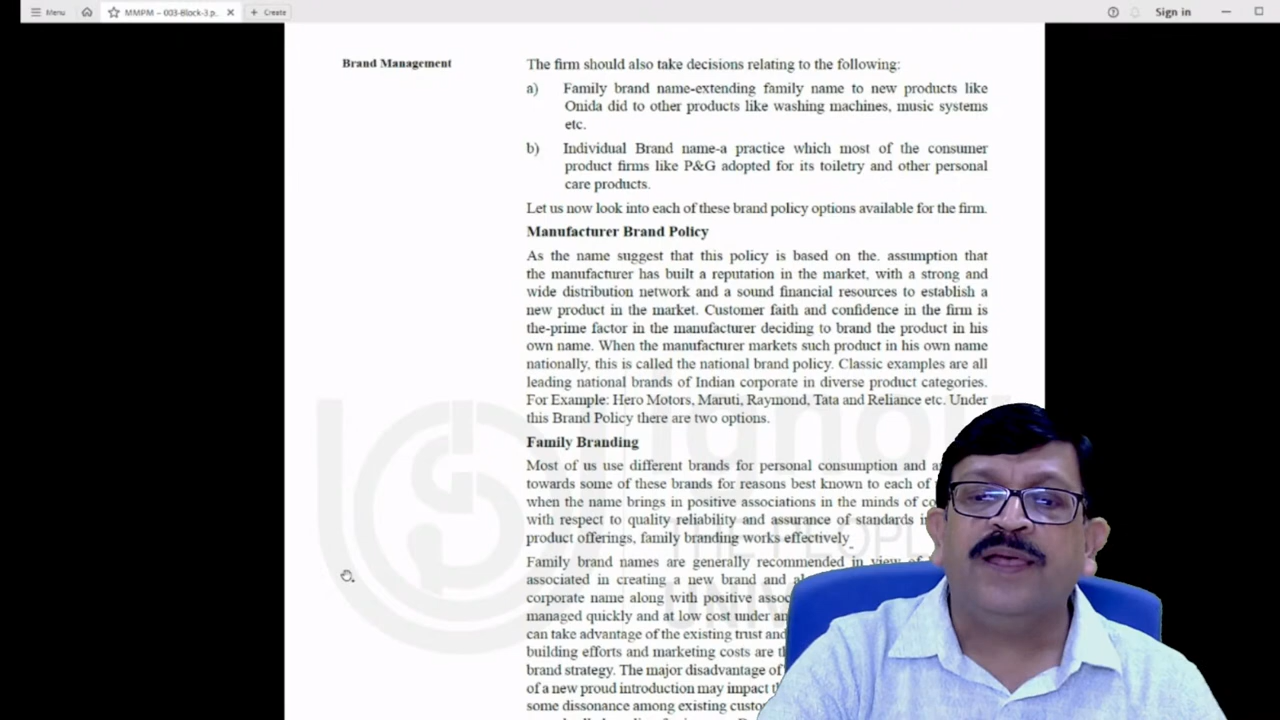 Menu
MMPM – 003-Block-3.p..
Create
Sign in
Brand Management
The firm should also take decisions relating to the following:
a) Family brand name-extending family name to new products like
Onida did to other products like washing machines, music systems
etc.
b) Individual Brand name-a practice which most of the consumer
product firms like P&G adopted for its toiletry and other personal
care products.
Let us now look into each of these brand policy options available for the firm.
Manufacturer Brand Policy
As the name suggest that this policy is based on the. assumption that
the manufacturer has built a reputation in the market, with a strong and
wide distribution network and a sound financial resources to establish a
new product in the market. Customer faith and confidence in the firm is
the-prime factor in the manufacturer deciding to brand the product in his
own name. When the manufacturer markets such product in his own name
nationally, this is called the national brand policy. Classic examples are all
leading national brands of Indian corporate in diverse product categories.
For Example: Hero Motors, Maruti, Raymond, Tata and Reliance etc. Under
this Brand Policy there are two options.
Family Branding
Most of us use different brands for personal consumption and
towards some of these brands for reasons best known to each of
when the name brings in positive associations in the minds of
with respect to quality reliability and assurance of standards
product offerings, family branding works effectively
Family brand names are generally recommended in view of
associated in creating a new brand and
corporate name along with positive
managed quickly and at low cost under
can take advantage of the existing trust and
building efforts and marketing costs are
brand strategy. The major disadvantage of
of a new proud introduction may impact
some dissonance among existing